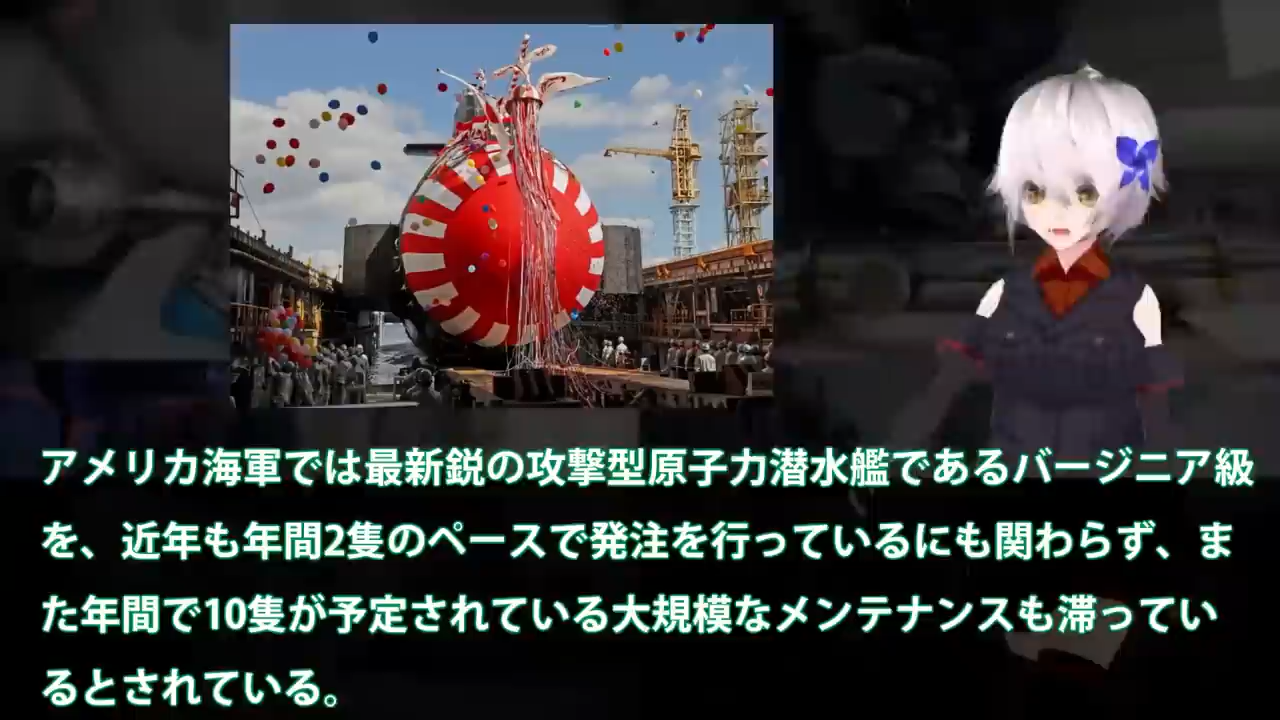 アメリカ海軍では最新鋭の攻撃型原子力潜水艦であるバージニア級
を、近年も年間2隻のペースで発注を行っているにも関わらず、ま
た年間で10隻が予定されている大規模なメンテナンスも滞ってい
るとされている。